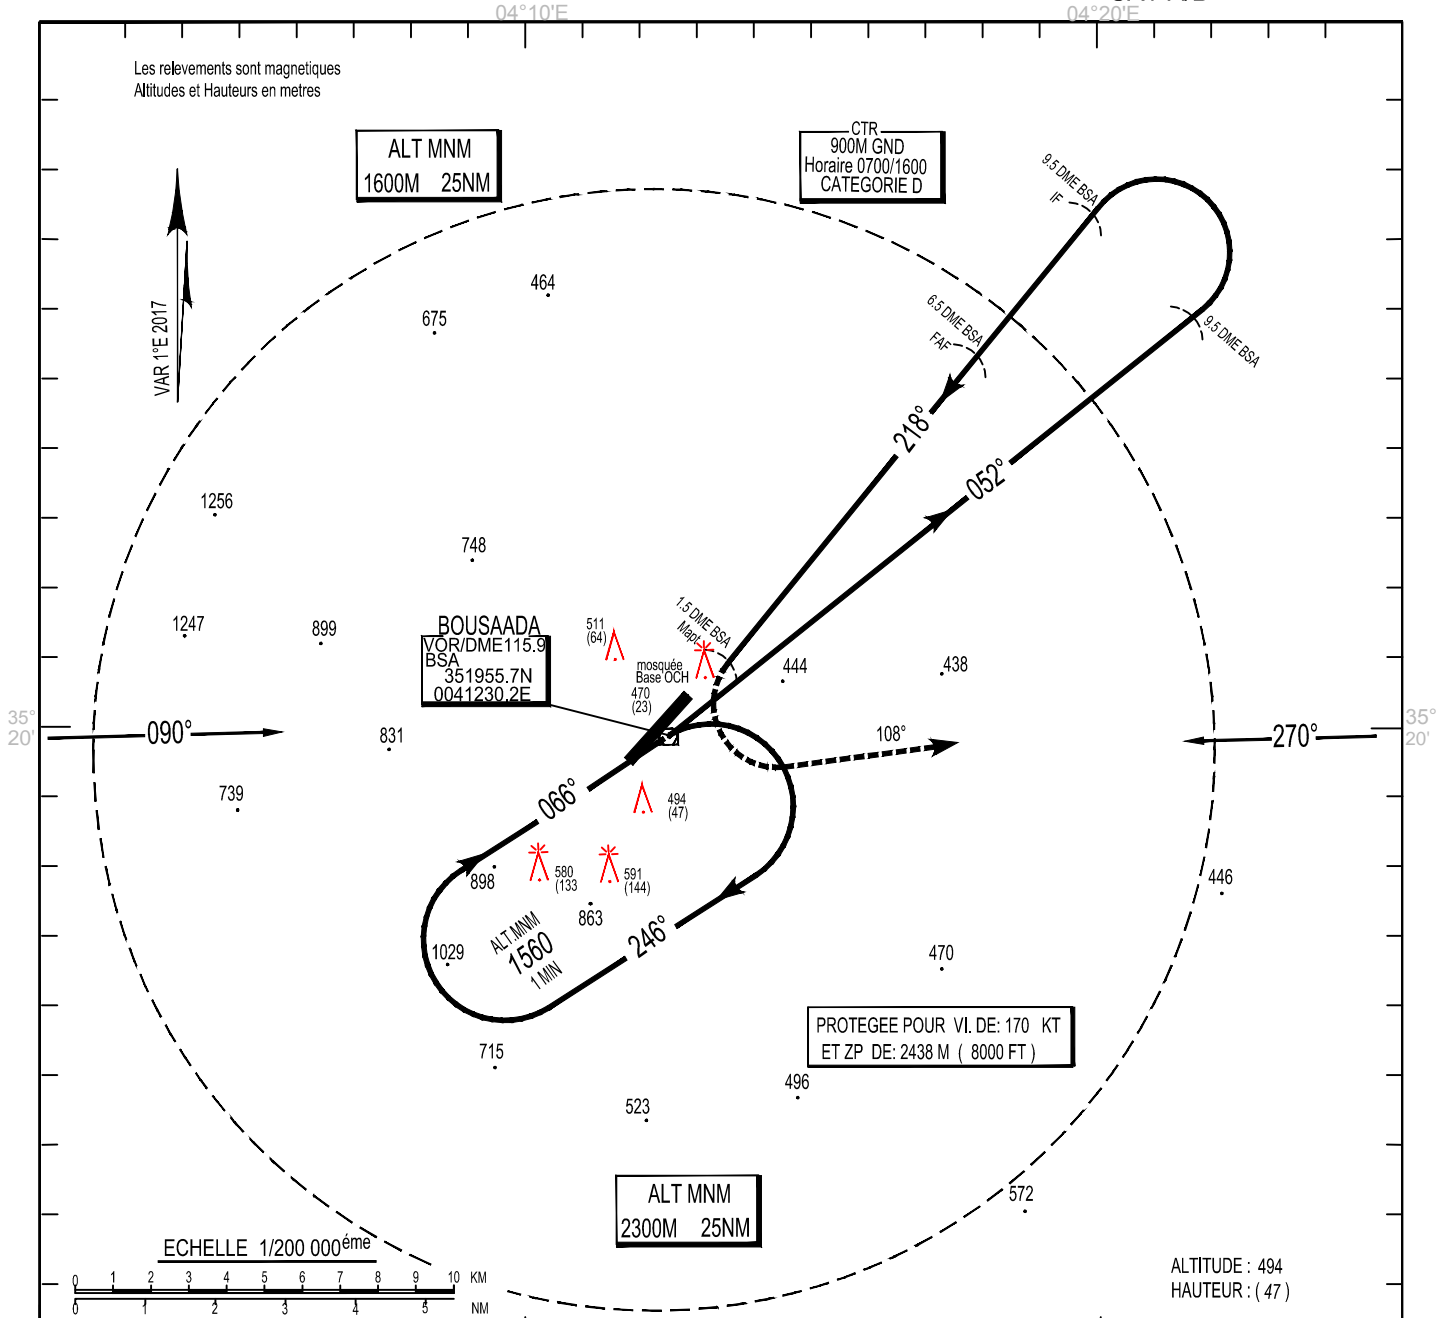 04°10'E
04°20'E
Les relevements sont magnetiques
Altitudes et Hauteurs en metres
ALT MNM
1600M 25NM
CTR
900M GND
Horaire 0700/1600
CATEGORIE D
VAR 1°E 2017
9.5 DME BSA
IF
6.5 DME BSA
FAF
9.5 DME BSA
464
675
218°
052°
1256
748
1247
899
BOUSAADA
VOR/DME115.9
BSA
351955.7N
0041230.2E
511
(64)
1.5 DME BSA
Mapt
mosquée
Base OCH
470
(23)
444
438
35°
20'
090°
831
108°
270°
35°
20'
739
066°
494
(47)
898
580
(133
591
(144)
863
446
ALT.MNM
1560
1 MIN
246°
1029
470
PROTEGEE POUR VI. DE: 170 KT
ET ZP DE: 2438 M ( 8000 FT )
715
496
523
ALT MNM
2300M 25NM
572
ECHELLE 1/200 000éme
0 1 2 3 4 5 6 7 8 9 10 KM
0 1 2 3 4 5 NM
ALTITUDE : 494
HAUTEUR : ( 47 )